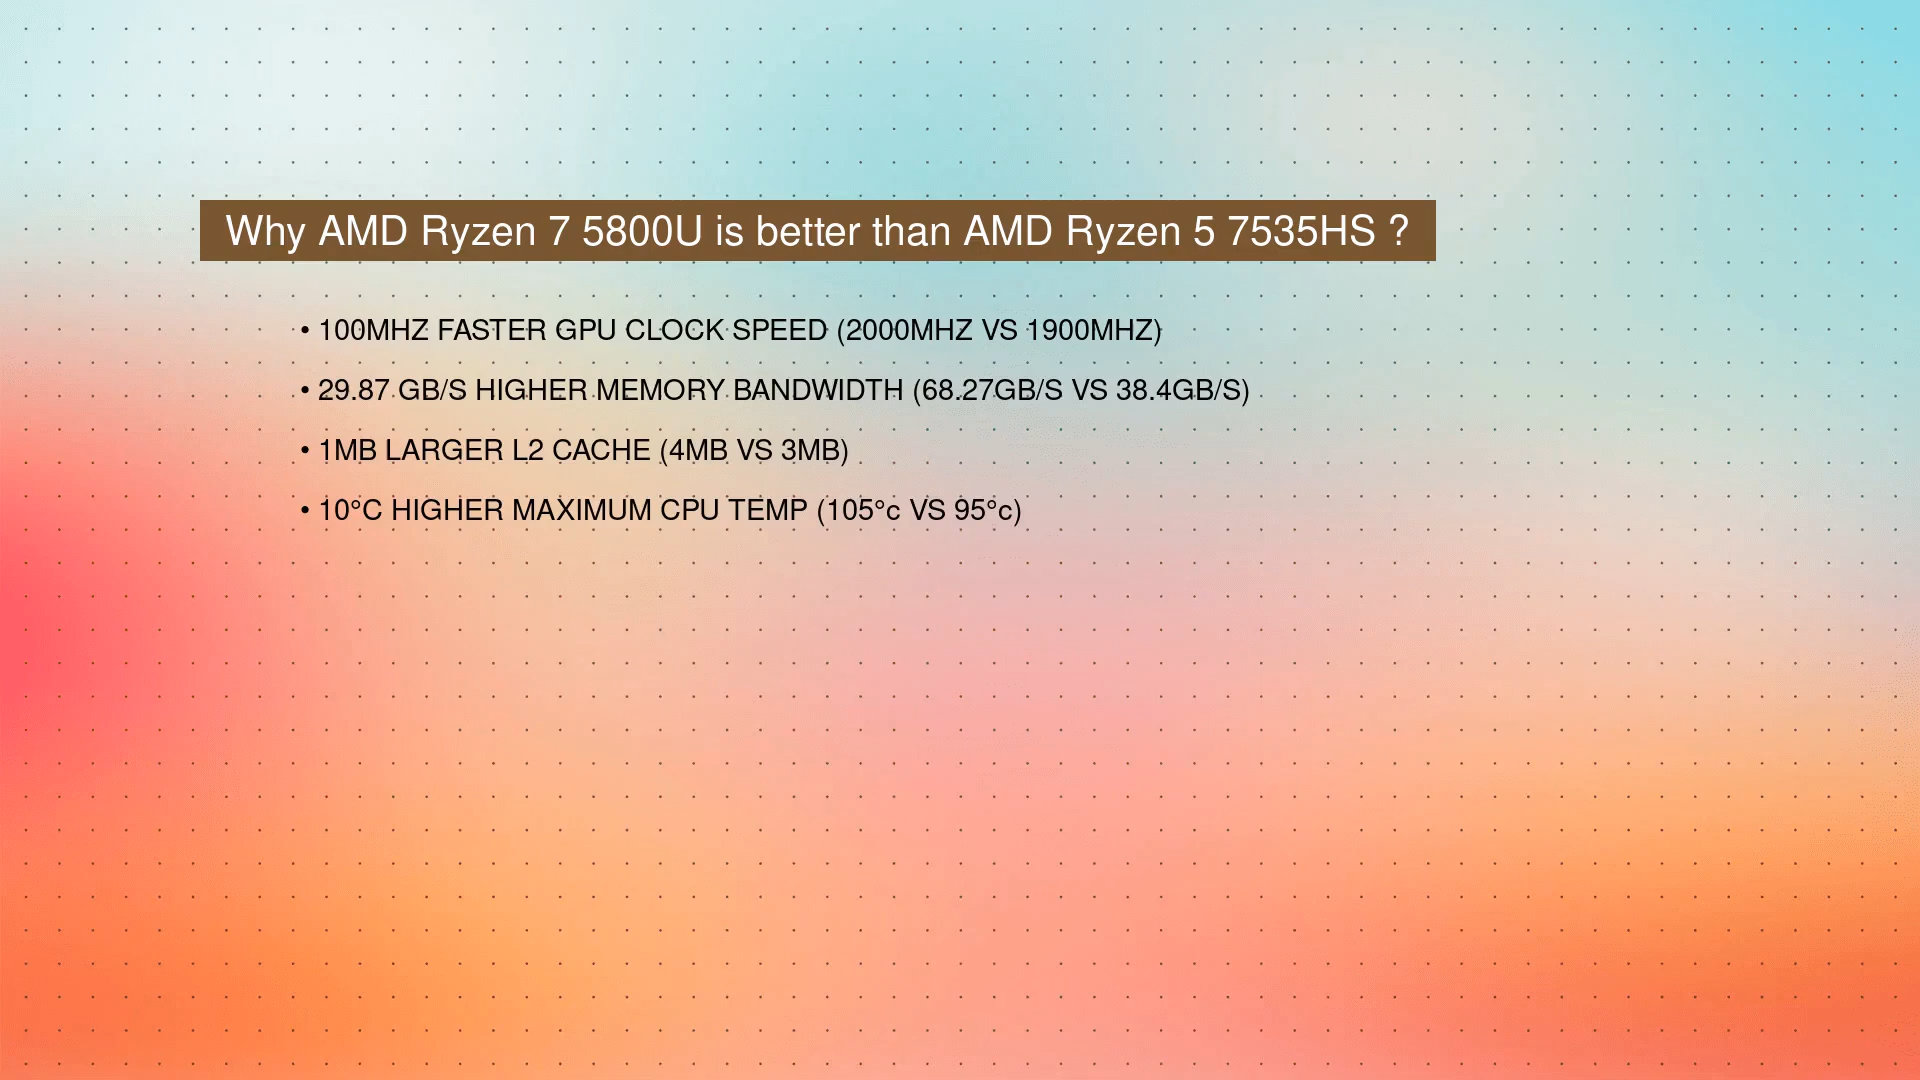 Why AMD Ryzen 7 5800U is better than AMD Ryzen 5 7535HS ?
• 100MHZ FASTER GPU CLOCK SPEED (2000MHZ VS 1900MHZ)
• 29.87 GB/S HIGHER MEMORY BANDWIDTH (68.27GB/S VS 38.4GB/S)
• 1MB LARGER L2 CACHE (4MB VS 3MB)
• 10°C HIGHER MAXIMUM CPU TEMP (105°c VS 95°c)